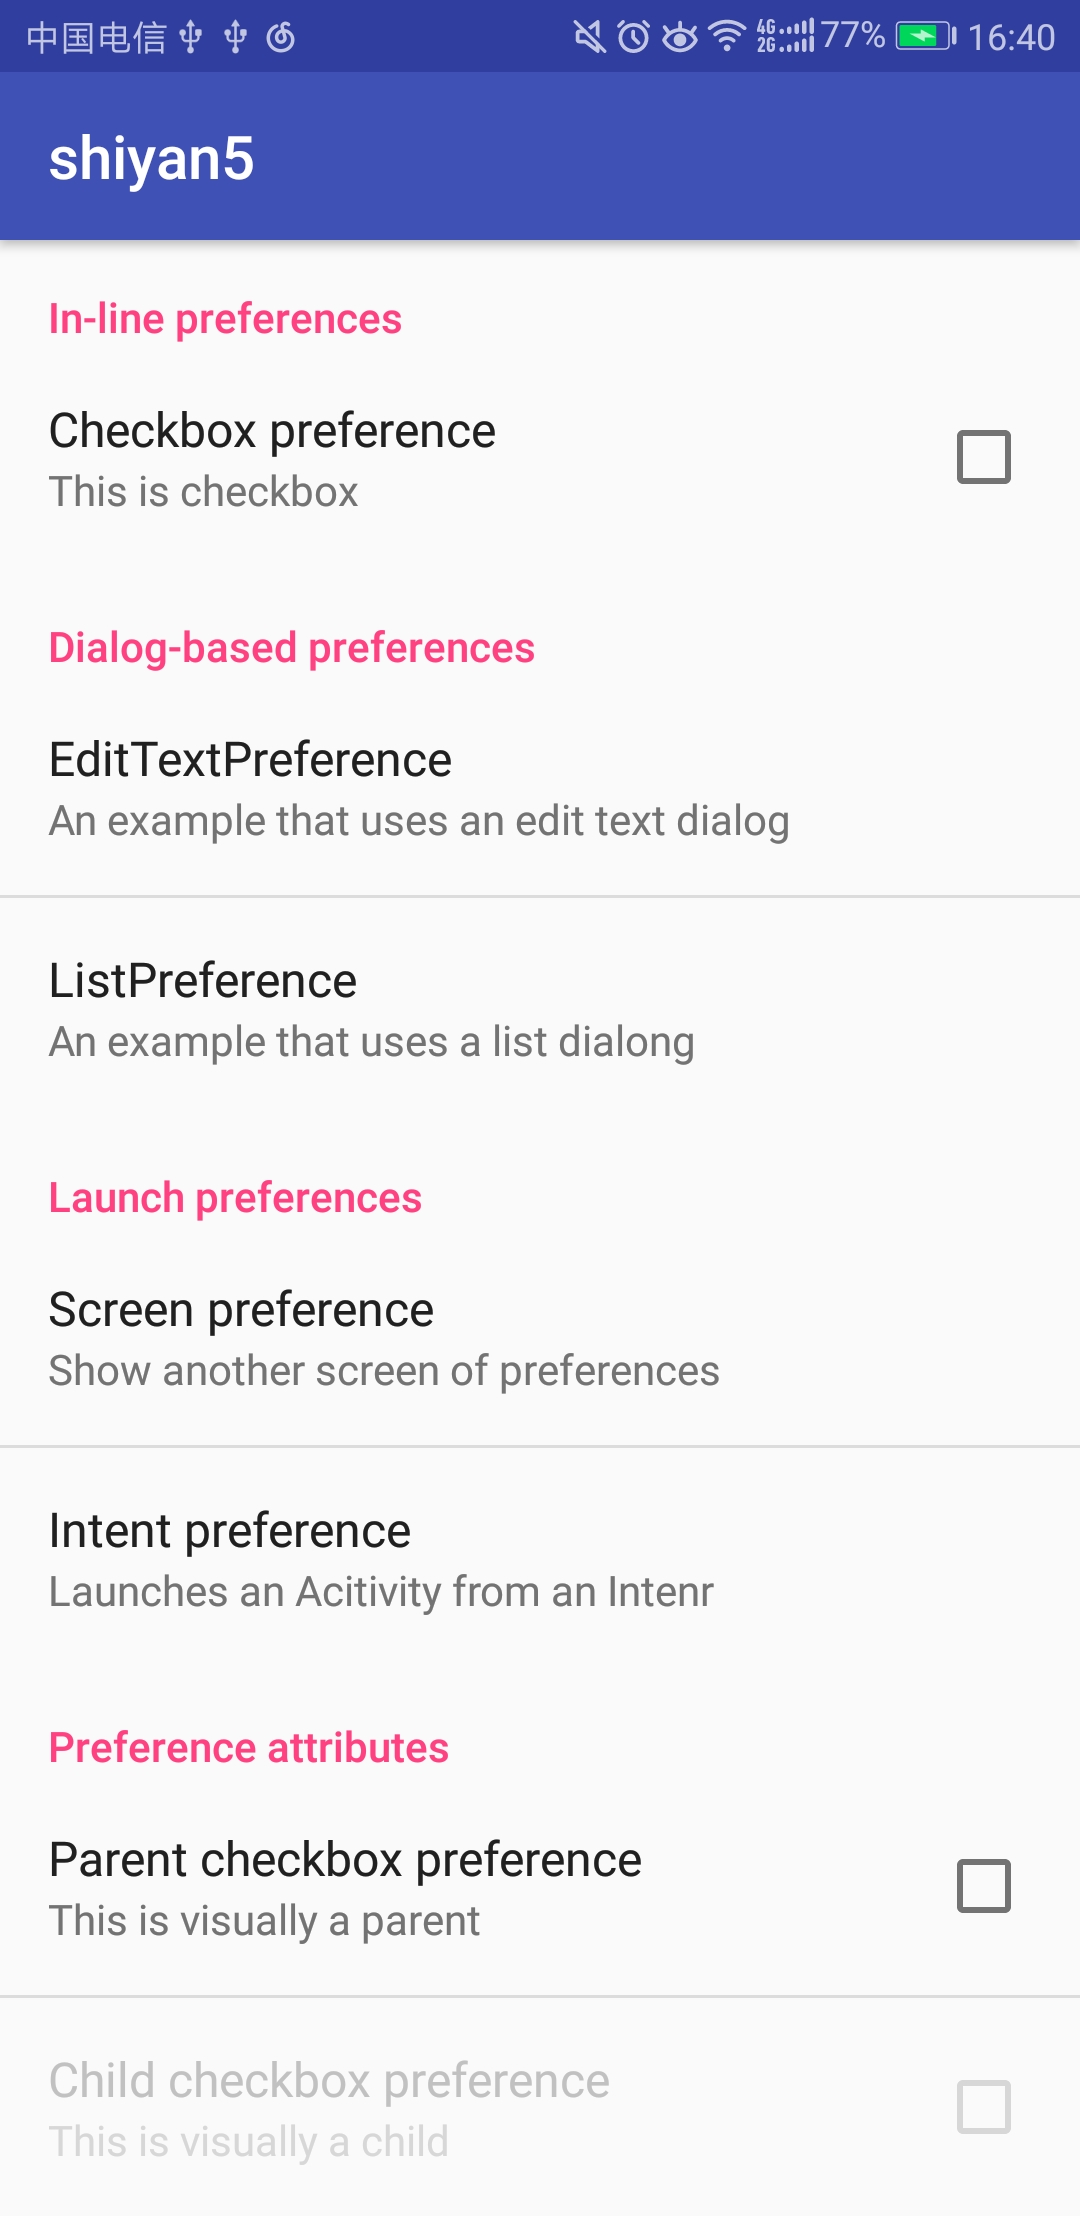 中国电信 4G 2G 77% 16:40
shiyan5
In-line preferences
Checkbox preference
This is checkbox
Dialog-based preferences
EditTextPreference
An example that uses an edit text dialog
ListPreference
An example that uses a list dialong
Launch preferences
Screen preference
Show another screen of preferences
Intent preference
Launches an Acitivity from an Intenr
Preference attributes
Parent checkbox preference
This is visually a parent
Child checkbox preference
This is visually a child